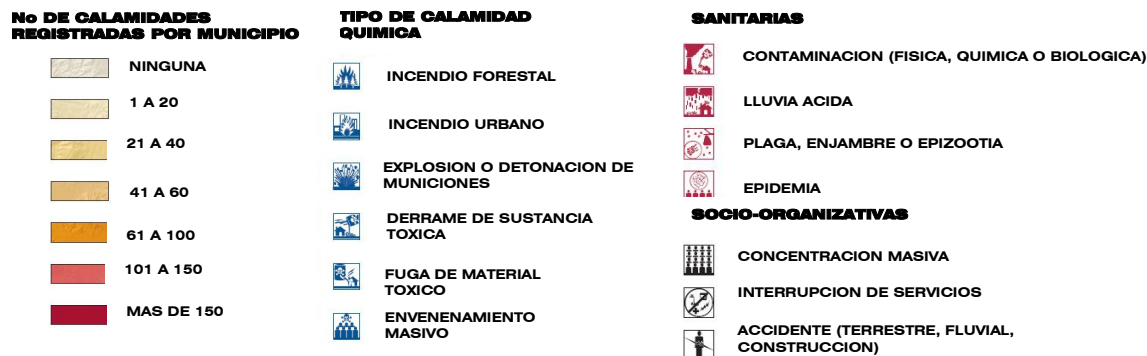 No DE CALAMIDADES
REGISTRADAS POR MUNICIPIO
NINGUNA
1 A 20
21 A 40
41 A 60
61 A 100
101 A 150
MAS DE 150
TIPO DE CALAMIDAD
QUIMICA
INCENDIO FORESTAL
INCENDIO URBANO
EXPLOSION O DETONACION DE
MUNICIONES
DERRAME DE SUSTANCIA
TOXICA
FUGA DE MATERIAL
TOXICO
ENVENENAMIENTO
MASIVO
SANITARIAS
CONTAMINACION (FISICA, QUIMICA O BIOLOGICA)
LLUVIA ACIDA
PLAGA, ENJAMBRE O EPIZOOTIA
EPIDEMIA
SOCIO-ORGANIZATIVAS
CONCENTRACION MASIVA
INTERRUPCION DE SERVICIOS
ACCIDENTE (TERRESTRE, FLUVIAL,
CONSTRUCCION)